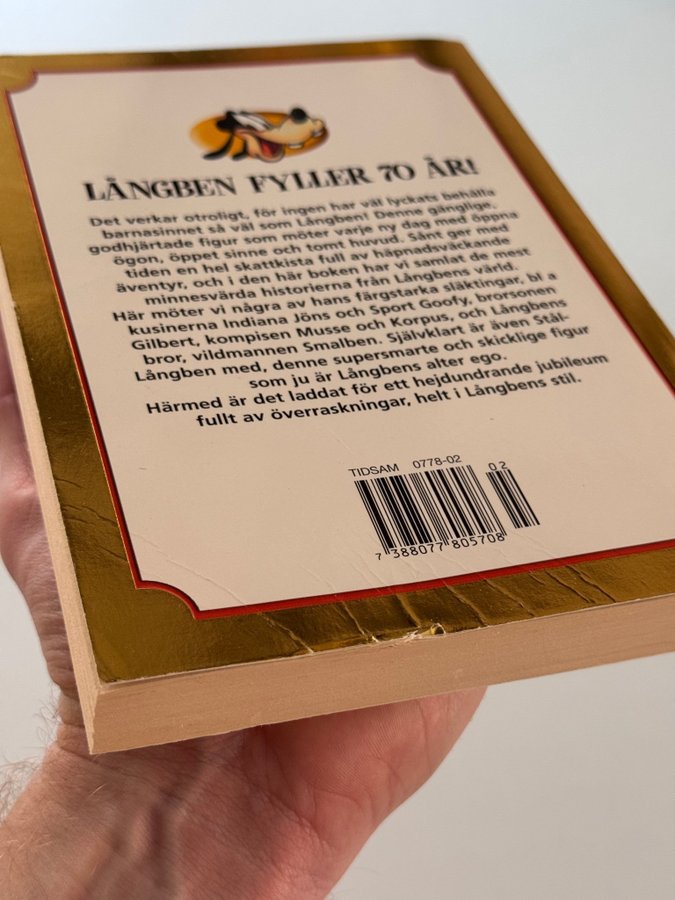 LÅNGBEN FYLLER 70 ÅR!
Det verkar otroligt, för ingen har väl lyckats behålla
barnasinnet så väl som Långben! Denne gänglige,
godhjärtade figur som möter varje ny dag med öppna
ögon, öppet sinne och tomt huvud. Sånt ger med
tiden en hel skattkista full av häpnadsväckande
äventyr, och i den här boken har vi samlat de mest
minnesvärda historierna från Långbens värld.
Här möter vi några av hans färgstarka släktingar, bl a
kusinerna Indiana Jöns och Sport Goofy, brorsonen
Gilbert, kompisen Musse och Korpus, och Långbens
bror, vildmannen Smalben. Självklart är även Stål-
Långben med, denne supersmarte och skicklige figur
som ju är Långbens alter ego.
Härmed är det laddat för ett hejdundrande jubileum
fullt av överraskningar, helt i Långbens stil.
TIDSAM 0778-02
02
7 388077 805708